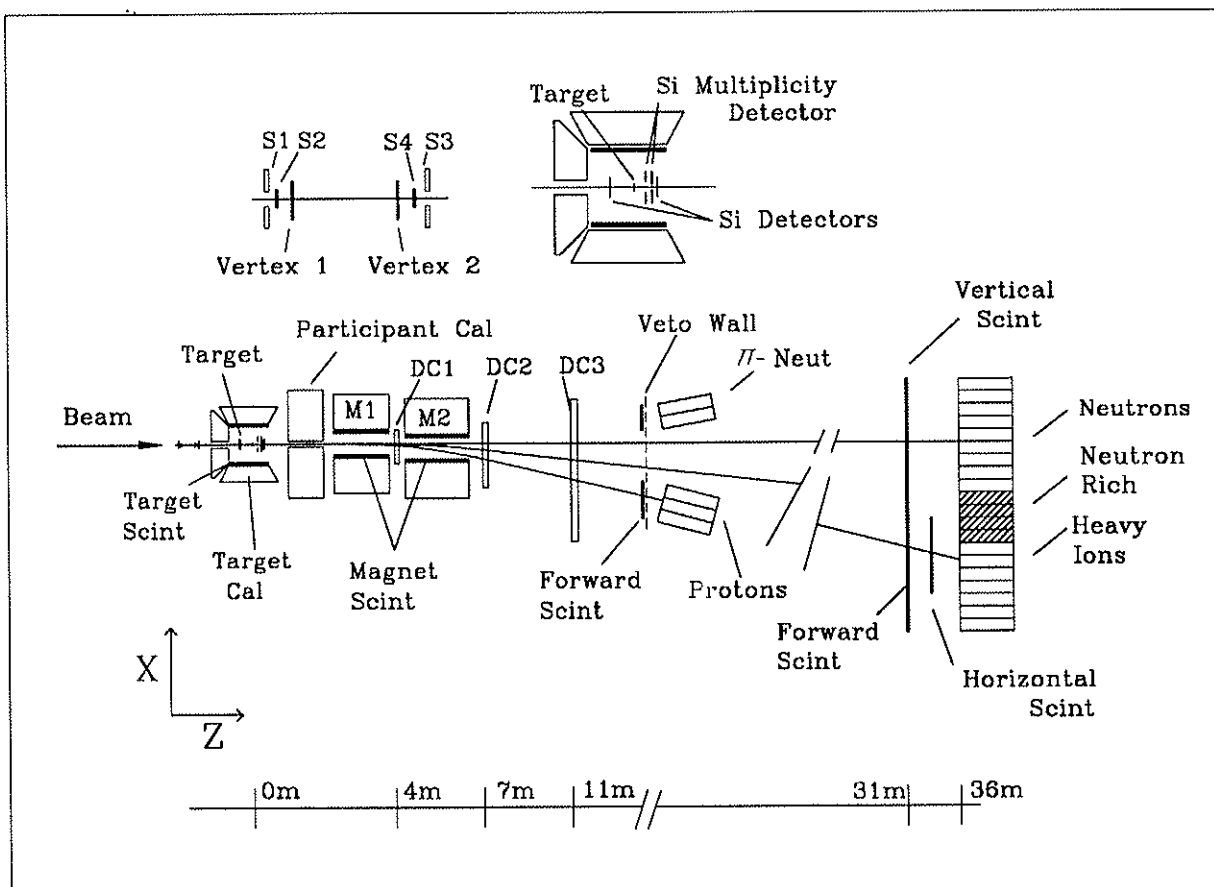 Target
Si Multiplicity
Detector
S1
S2
S4
S3
Si Detectors
Vertex 1
Vertex 2
Vertical
Scint
Participant Cal
Veto Wall
Target
DC1
DC2
DC3
π- Neut
Beam
M1
M2
Neutrons
Neutron
Rich
Heavy
Ions
Target
Scint
Target
Cal
Magnet
Scint
Forward
Scint
Protons
Forward
Scint
Horizontal
Scint
X
Z
0m
4m
7m
11m
31m
36m